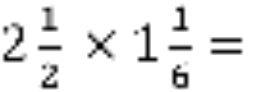 2 1/2 × 1 1/6 =